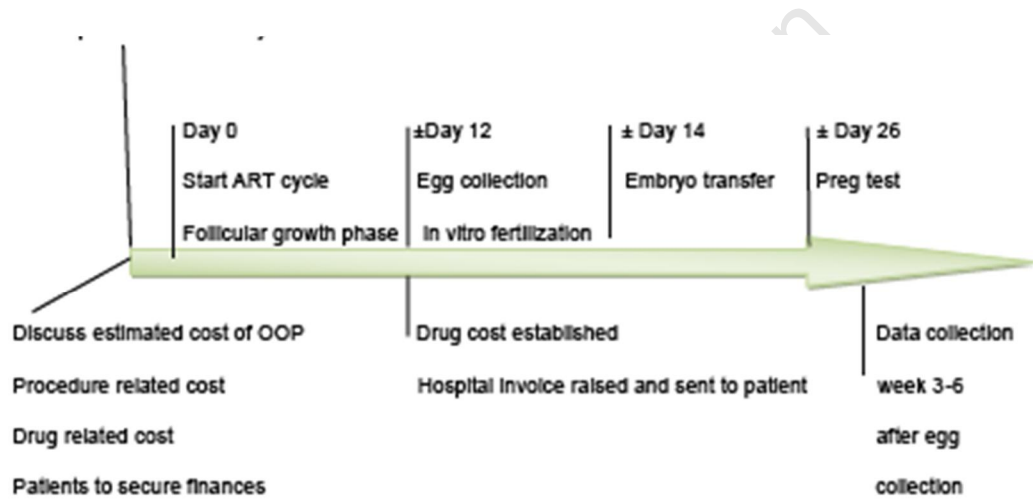 Day 0
Start ART cycle
Follicular growth phase
±Day 12
Egg collection
In vitro fertilization
± Day 14
Embryo transfer
± Day 26
Preg test
Discuss estimated cost of OOP
Procedure related cost
Drug related cost
Patients to secure finances
Drug cost established
Hospital Invoice raised and sent to patient
Data collection
week 3-6
after egg
collection